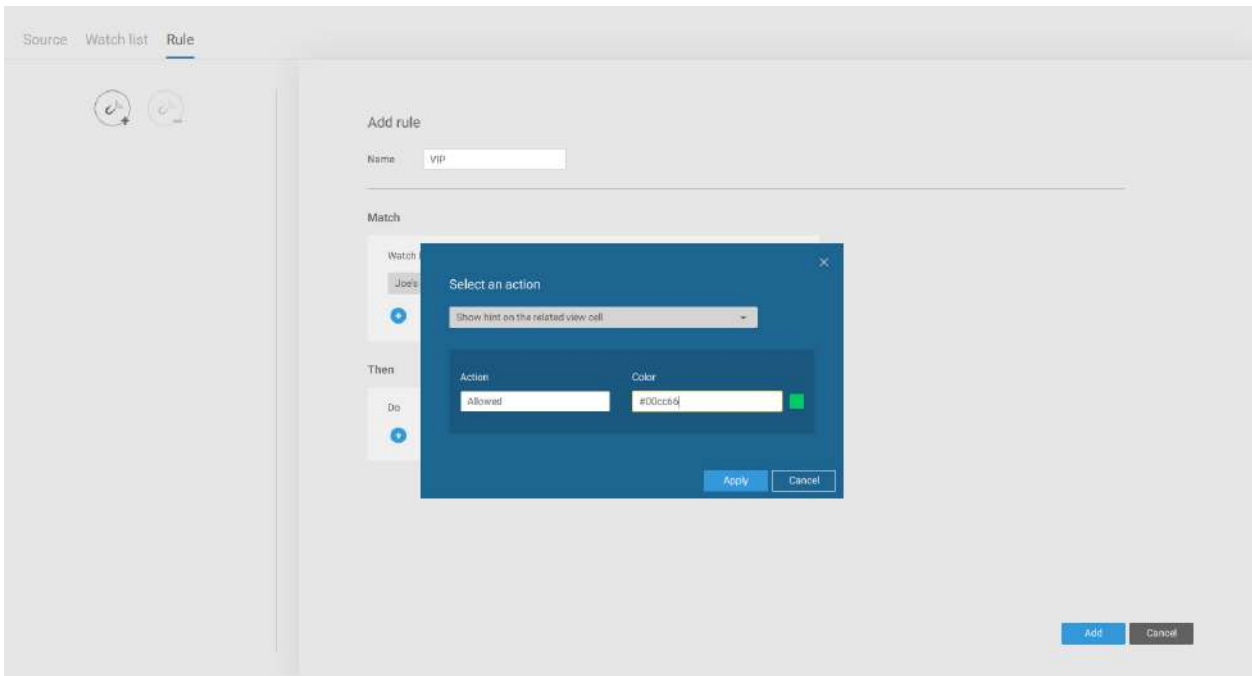 Source Watch list Rule
Add rule
Name VIP
Match
Watch
Joe's
Select an action
Show hint on the related view cell
Then
Action Color
Allowed #00cc66
Do
Apply Cancel
Add Cancel